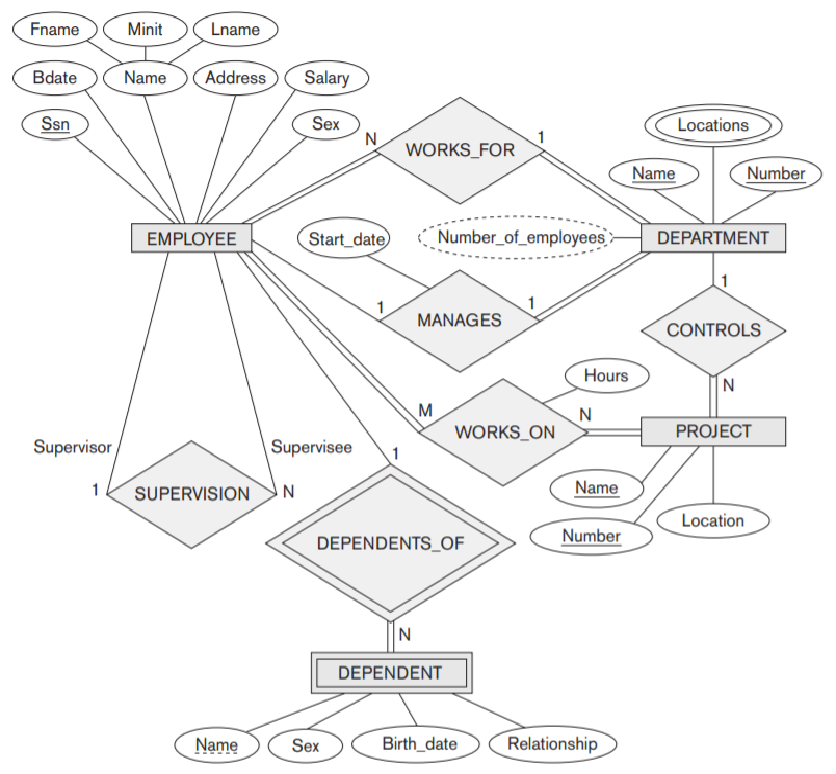 Fname
Minit
Lname
Bdate
Name
Address
Salary
Ssn
Sex
N
WORKS_FOR
1
Locations
Name
Number
EMPLOYEE
Start_date
Number_of_employees
DEPARTMENT
1
MANAGES
1
1
CONTROLS
N
Hours
M
WORKS_ON
N
PROJECT
Supervisor
Supervisee
1
1
SUPERVISION
N
Name
Number
Location
DEPENDENTS_OF
N
DEPENDENT
Name
Sex
Birth_date
Relationship